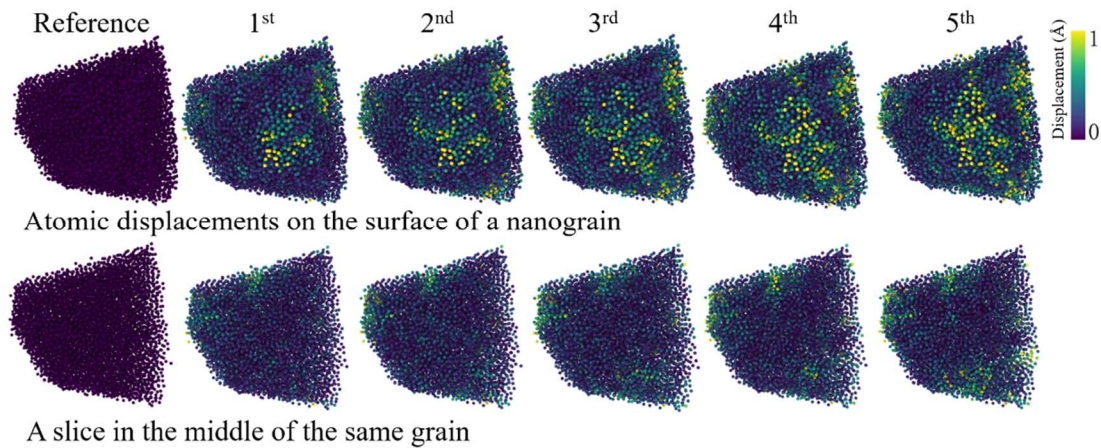 Reference 1st 2nd 3rd 4th 5th
Displacement (Å)
1
0
Atomic displacements on the surface of a nanograin
A slice in the middle of the same grain